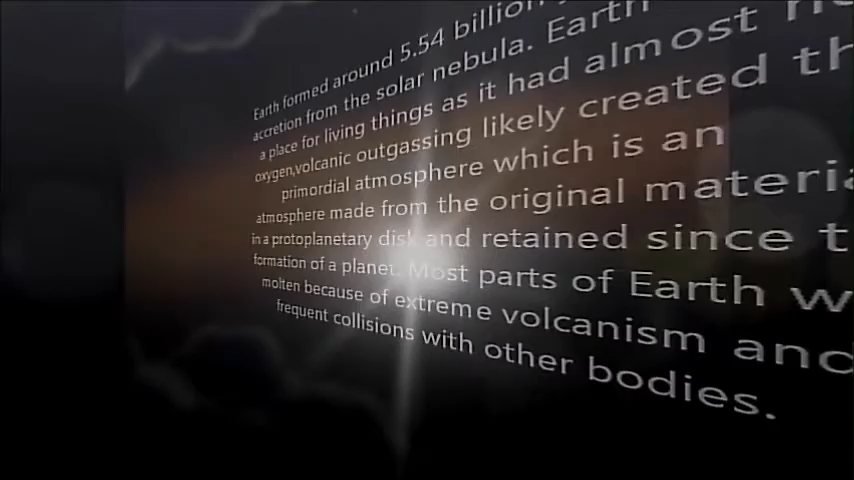 Earth formed around 5.54 billion
accretion from the solar nebula. Earth
a place for living things as it had almost
oxygen,volcanic outgassing likely created
primordial atmosphere which is an
atmosphere made from the original
in a protoplanetary disk and retained since
formation of a planet. Most parts of Earth
molten because of extreme volcanism and
frequent collisions with other bodies.